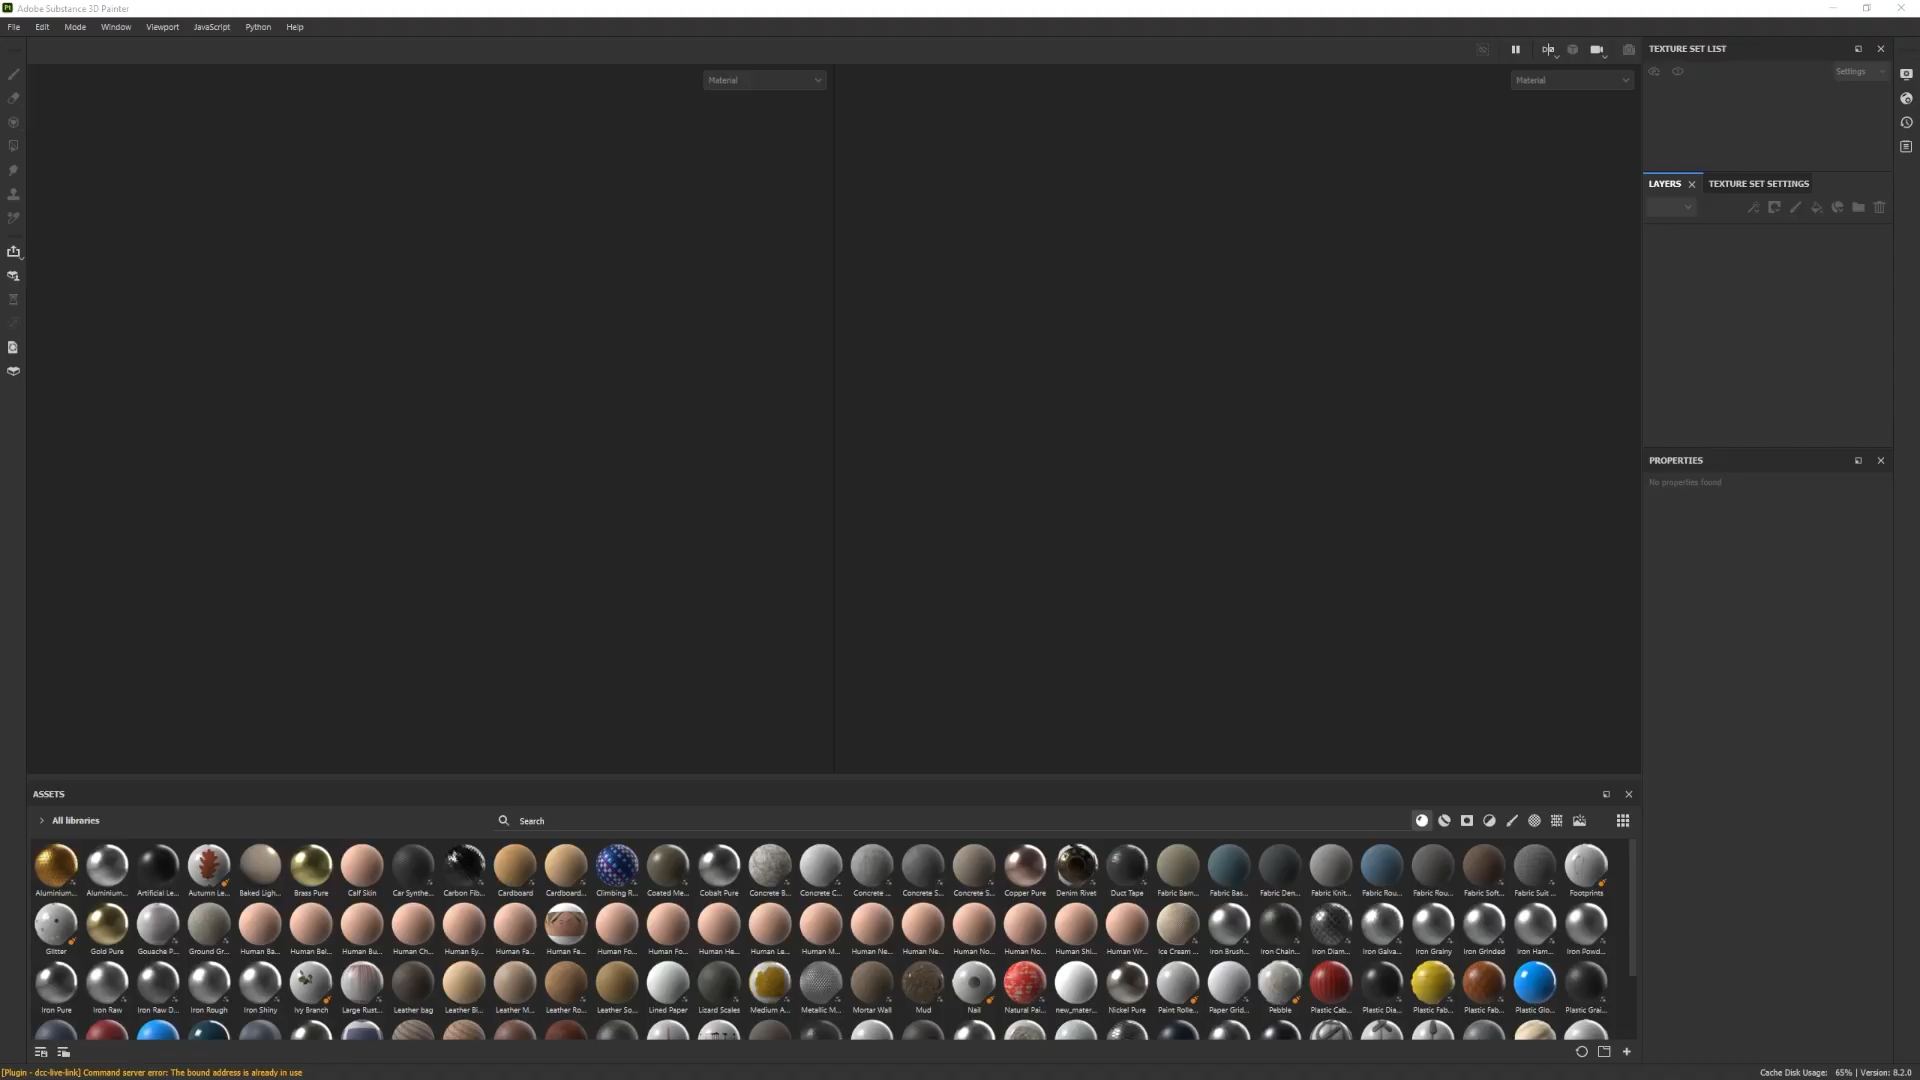 Adobe Substance 3D Painter
File Edit Mode Window Viewport JavaScript Python Help
Material
Material
TEXTURE SET LIST
Settings
LAYERS
TEXTURE SET SETTINGS
PROPERTIES
No properties found
ASSETS
All libraries
Search
Aluminium... Aluminium... Artificial Le... Autumn Le... Baked Ligh... Brass Pure Calf Skin Car Synthe... Carbon Fib... Cardboard Cardboard... Climbing R... Coated Me... Cobalt Pure Concrete B... Concrete C... Concrete ... Concrete S... Concrete S... Copper Pure Denim Rivet Duct Tape Fabric Bam... Fabric Bas... Fabric Den... Fabric Knit... Fabric Rou... Fabric Rou... Fabric Soft... Fabric Suit ... Footprints
Glitter Gold Pure Gouache P... Ground Gr... Human Ba... Human Bel... Human Bu... Human Ch... Human Ey... Human Fa... Human Fe... Human Fo... Human Fo... Human He... Human Le... Human M... Human Ne... Human Ne... Human No... Human No... Human Shi... Human Wr... Ice Cream ... Iron Brush... Iron Chain... Iron Diam... Iron Galva... Iron Grainy Iron Grinded Iron Ham... Iron Powd...
Iron Pure Iron Raw Iron Raw D... Iron Rough Iron Shiny Ivy Branch Large Rust... Leather bag Leather Bi... Leather M... Leather Ro... Leather So... Lined Paper Lizard Scales Medium A... Metallic M... Mortar Wall Mud Nail Natural Pai... new_mater... Nickel Pure Paint Rolle... Paper Grid... Pebble Plastic Cab... Plastic Dia... Plastic Fab... Plastic Fab... Plastic Glo... Plastic Grai...
[Plugin - dcc-live-link] Command server error: The bound address is already in use
Cache Disk Usage: 65% | Version: 8.2.0